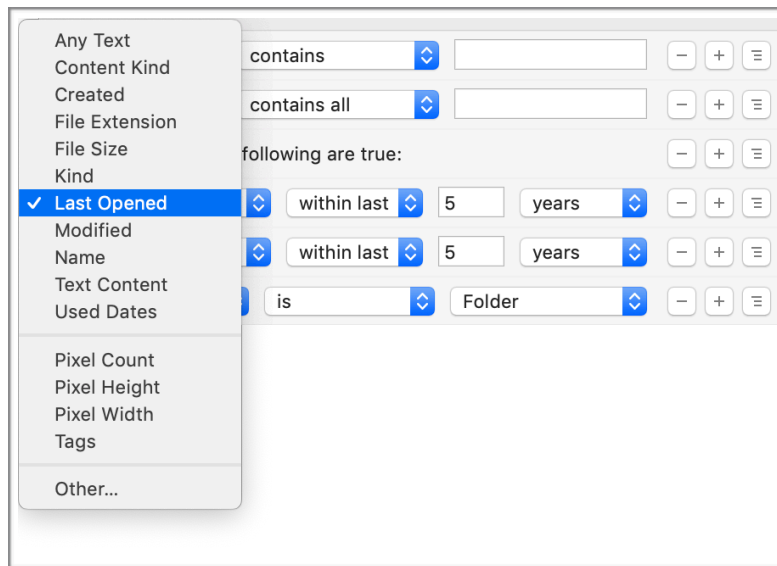 Any Text
contains
Content Kind
Created
contains all
File Extension
File Size
following are true:
Kind
✓ Last Opened
within last
5
years
Modified
Name
within last
5
years
Text Content
Used Dates
is
Folder
Pixel Count
Pixel Height
Pixel Width
Tags
Other...